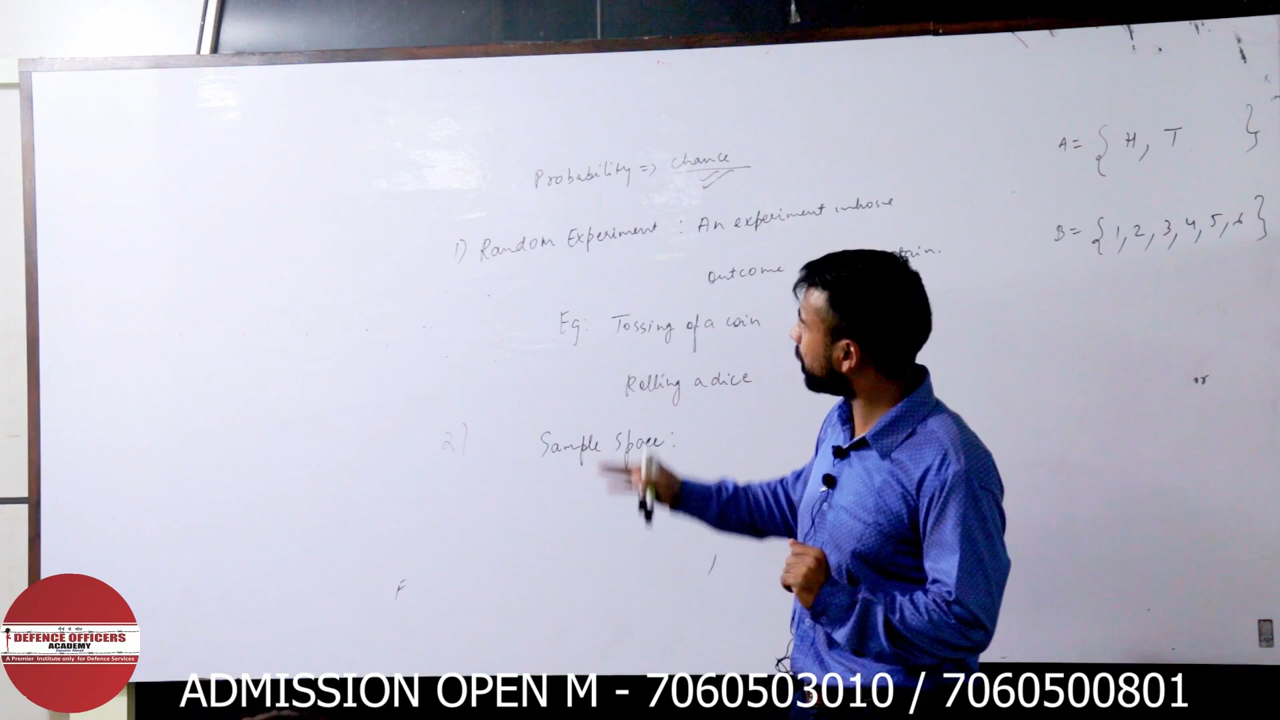 Probability => chance
1) Random Experiment : An experiment whose
outcome
Eg: Tossing of a coin
Rolling a dice
2) Sample Space :
A = { H, T }
B = { 1, 2, 3, 4, 5, 6 }
or
F
DEFENCE OFFICERS
ACADEMY
A Premier Institute only for Defence Services
ADMISSION OPEN M - 7060503010 / 7060500801